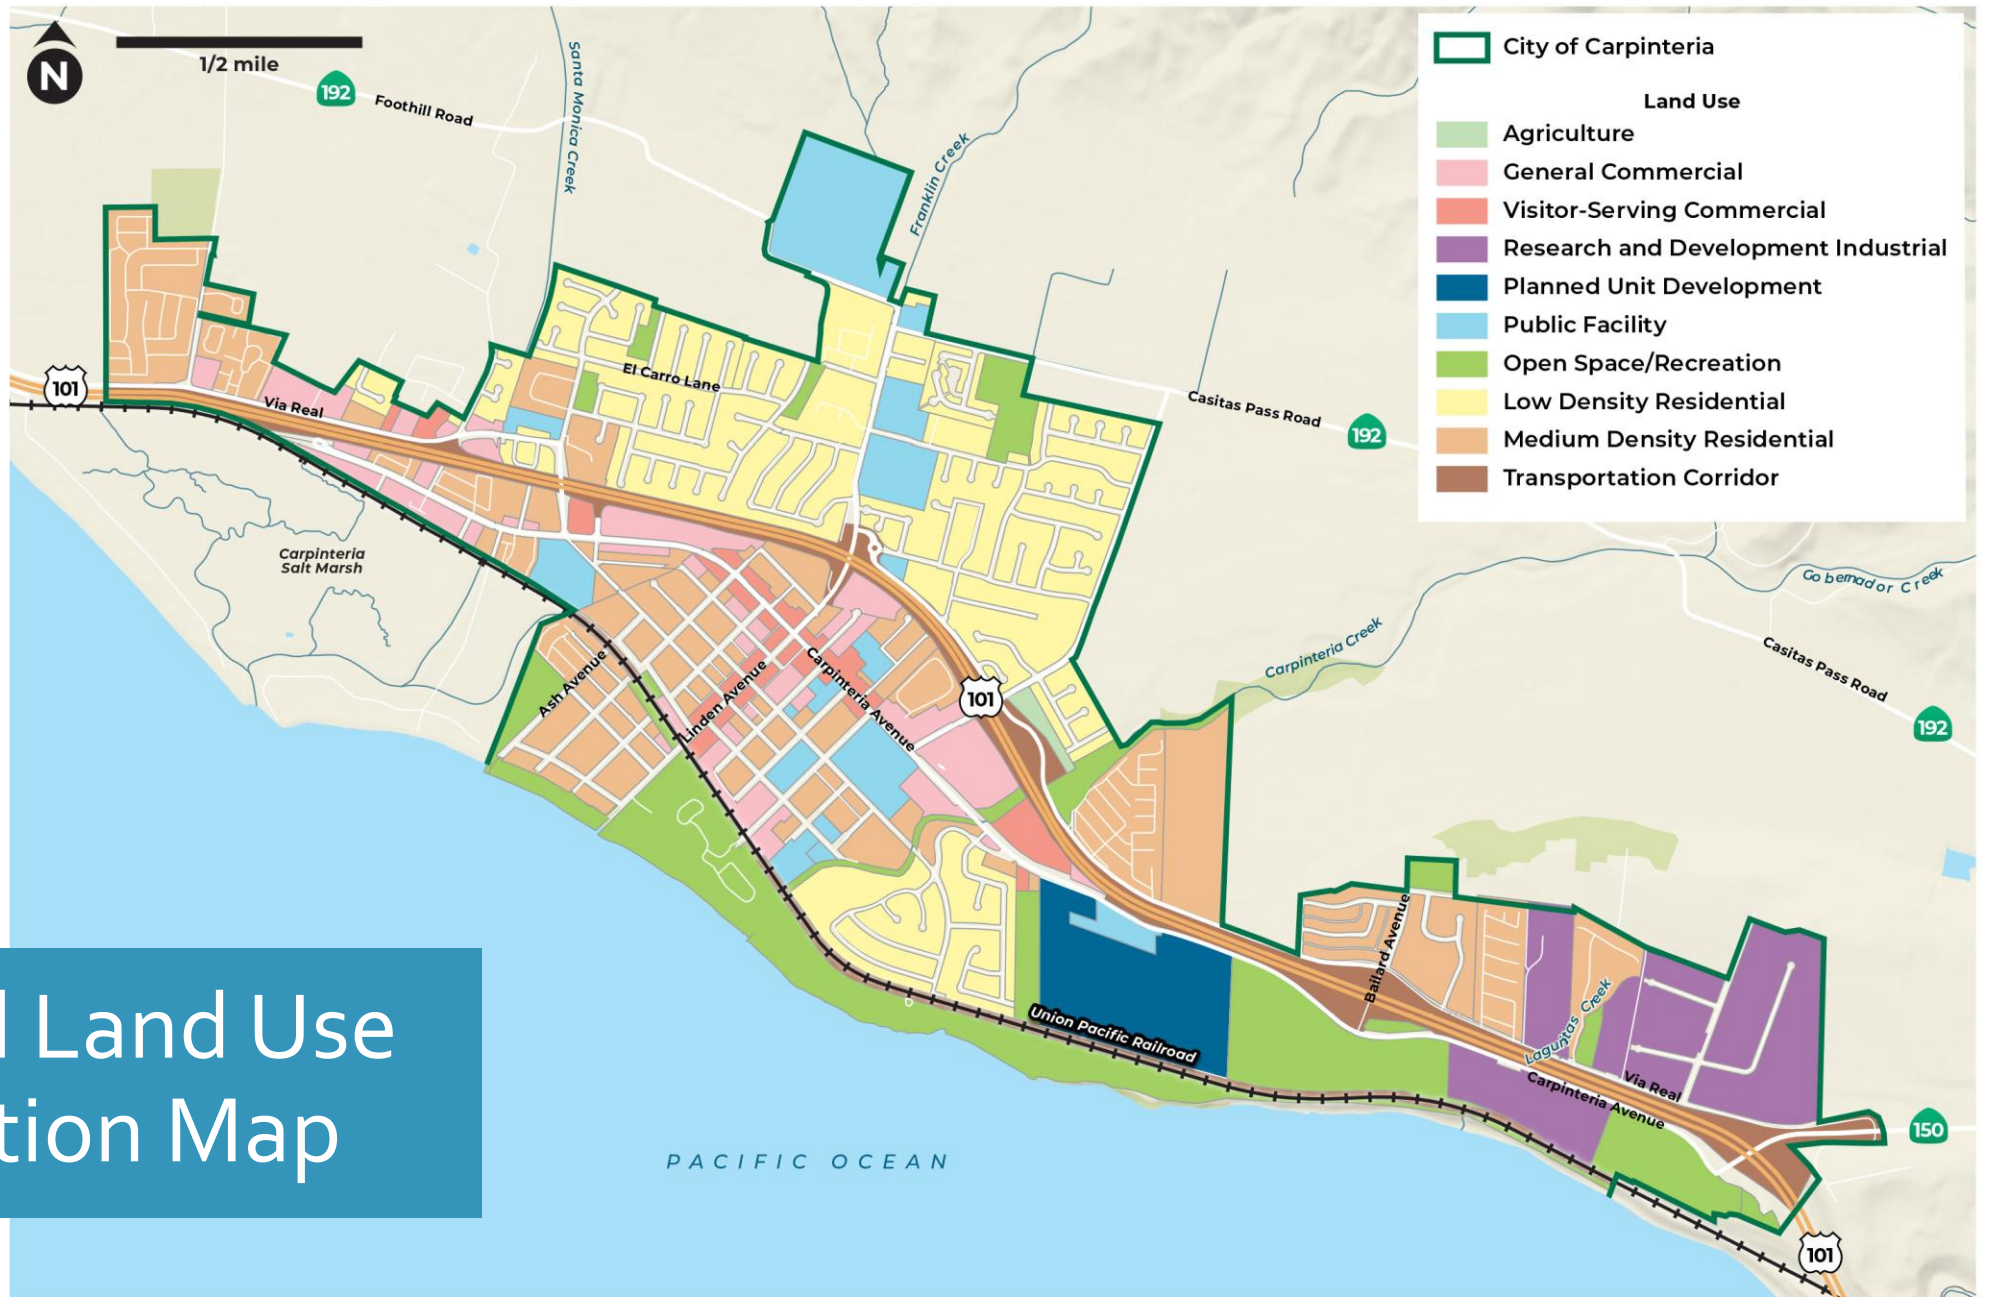 N
1/2 mile
192
Foothill Road
Santa Monica Creek
Franklin Creek
City of Carpinteria
Land Use
Agriculture
General Commercial
Visitor-Serving Commercial
Research and Development Industrial
Planned Unit Development
Public Facility
Open Space/Recreation
Low Density Residential
Medium Density Residential
Transportation Corridor
101
Via Real
El Carro Lane
Casitas Pass Road
192
Carpinteria
Salt Marsh
Gobernador Creek
Carpinteria Creek
Casitas Pass Road
192
Ash Avenue
Linden Avenue
Carpinteria Avenue
101
Bailard Avenue
Union Pacific Railroad
Lagunitas Creek
Via Real
Carpinteria Avenue
150
Land Use
tion Map
PACIFIC OCEAN
101